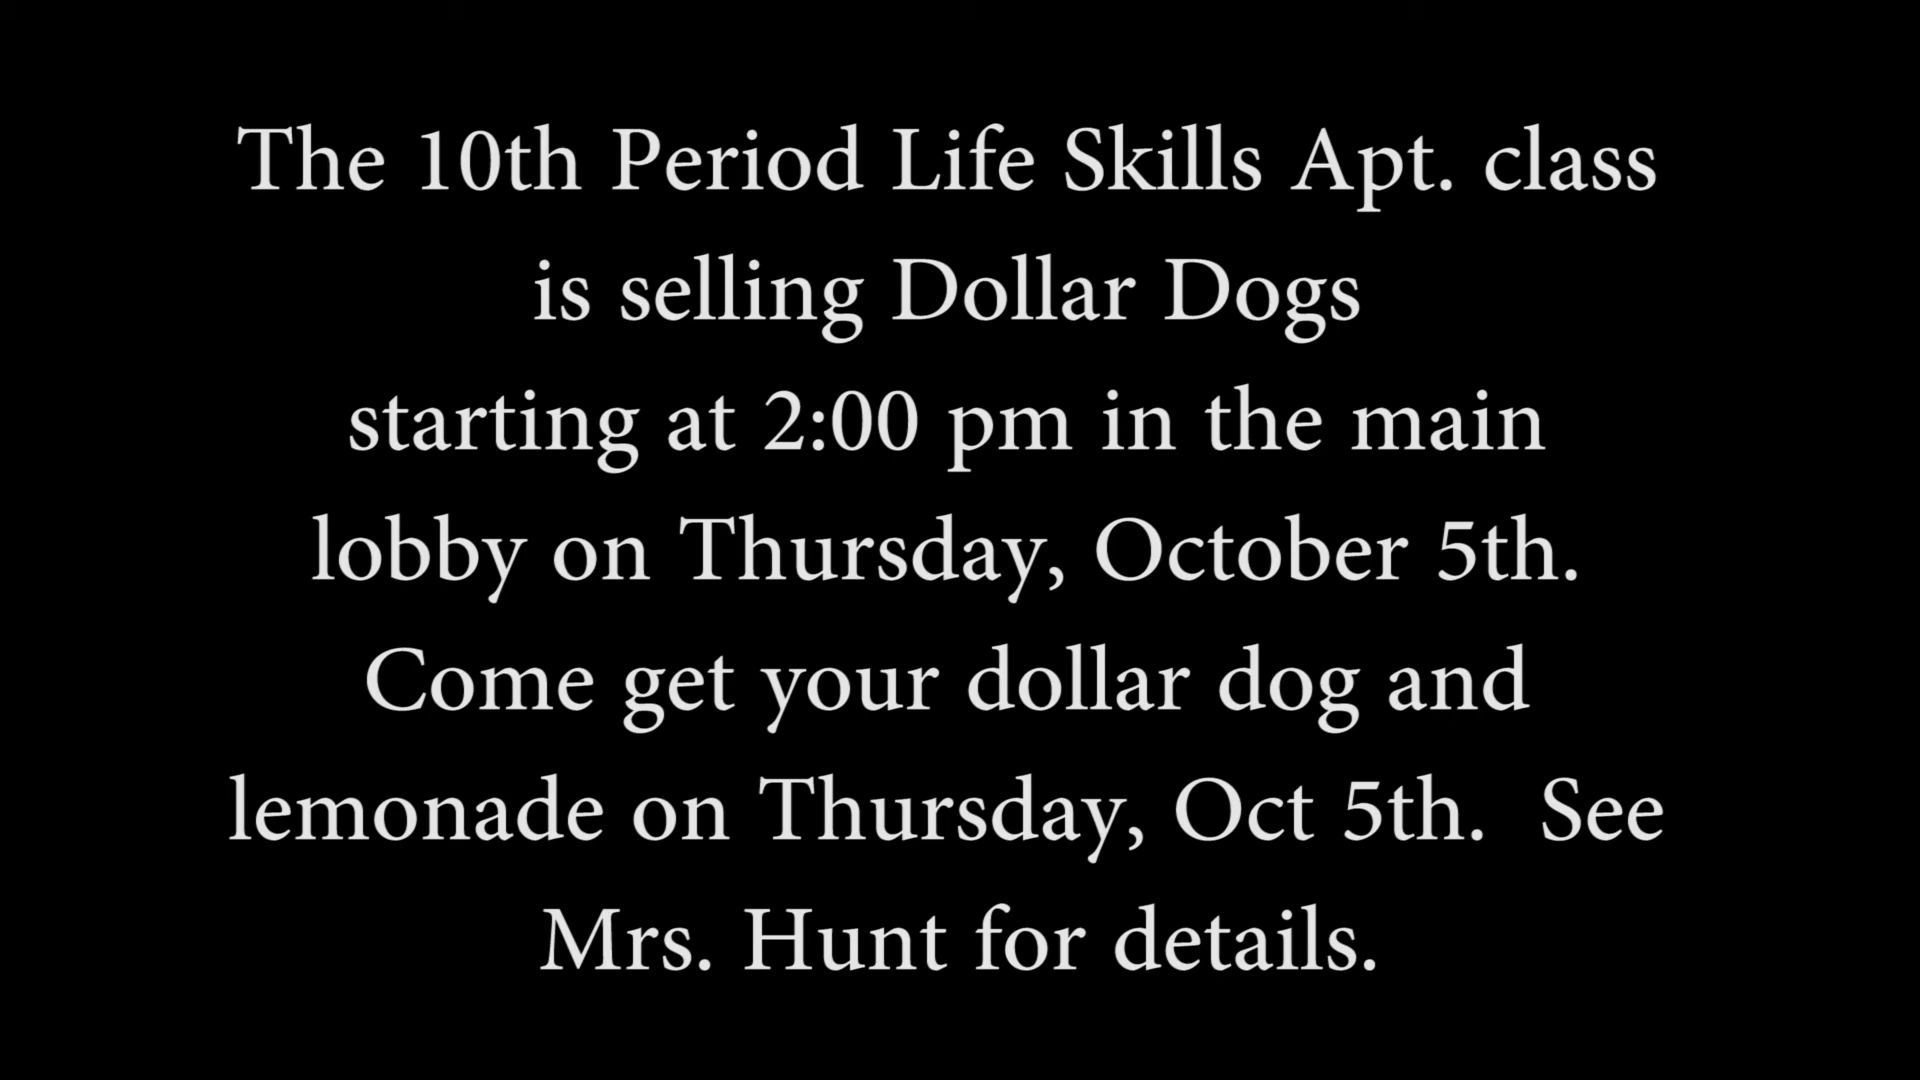 The 10th Period Life Skills Apt. class
is selling Dollar Dogs
starting at 2:00 pm in the main
lobby on Thursday, October 5th.
Come get your dollar dog and
lemonade on Thursday, Oct 5th.  See
Mrs. Hunt for details.